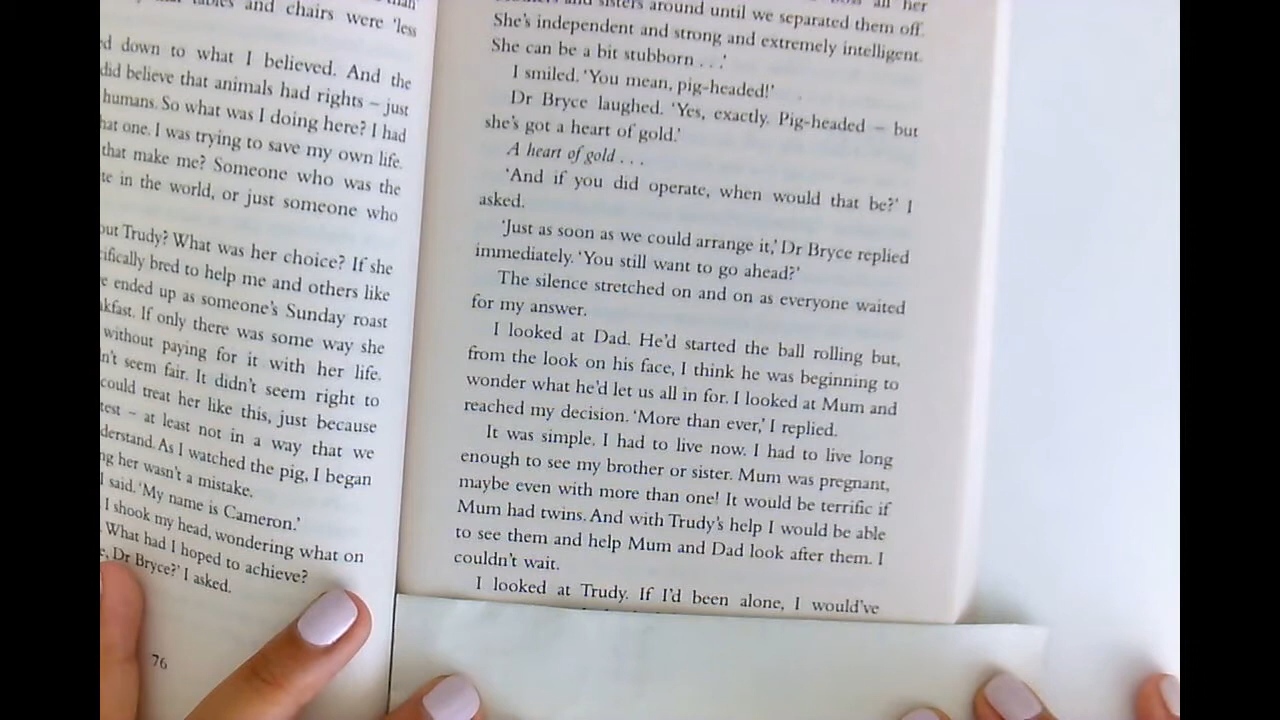 tables and chairs were 'less
down to what I believed. And the
did believe that animals had rights – just
humans. So what was I doing here? I had
that one. I was trying to save my own life.
that make me? Someone who was the
in the world, or just someone who
Trudy? What was her choice? If she
bred to help me and others like
ended up as someone's Sunday roast
If only there was some way she
without paying for it with her life.
seem fair. It didn't seem right to
could treat her like this, just because
– at least not in a way that we
As I watched the pig, I began
her wasn't a mistake.
I said. 'My name is Cameron.'
I shook my head, wondering what on
What had I hoped to achieve?
Dr Bryce?' I asked.
76
and sisters around until we separated them off.
She's independent and strong and extremely intelligent.
She can be a bit stubborn . . .'
I smiled. 'You mean, pig-headed!'
Dr Bryce laughed. 'Yes, exactly. Pig-headed – but
she's got a heart of gold.'
A heart of gold . . .
'And if you did operate, when would that be?' I
asked.
'Just as soon as we could arrange it,' Dr Bryce replied
immediately. 'You still want to go ahead?'
The silence stretched on and on as everyone waited
for my answer.
I looked at Dad. He'd started the ball rolling but,
from the look on his face, I think he was beginning to
wonder what he'd let us all in for. I looked at Mum and
reached my decision. 'More than ever,' I replied.
It was simple. I had to live now. I had to live long
enough to see my brother or sister. Mum was pregnant,
maybe even with more than one! It would be terrific if
Mum had twins. And with Trudy's help I would be able
to see them and help Mum and Dad look after them. I
couldn't wait.
I looked at Trudy. If I'd been alone, I would've